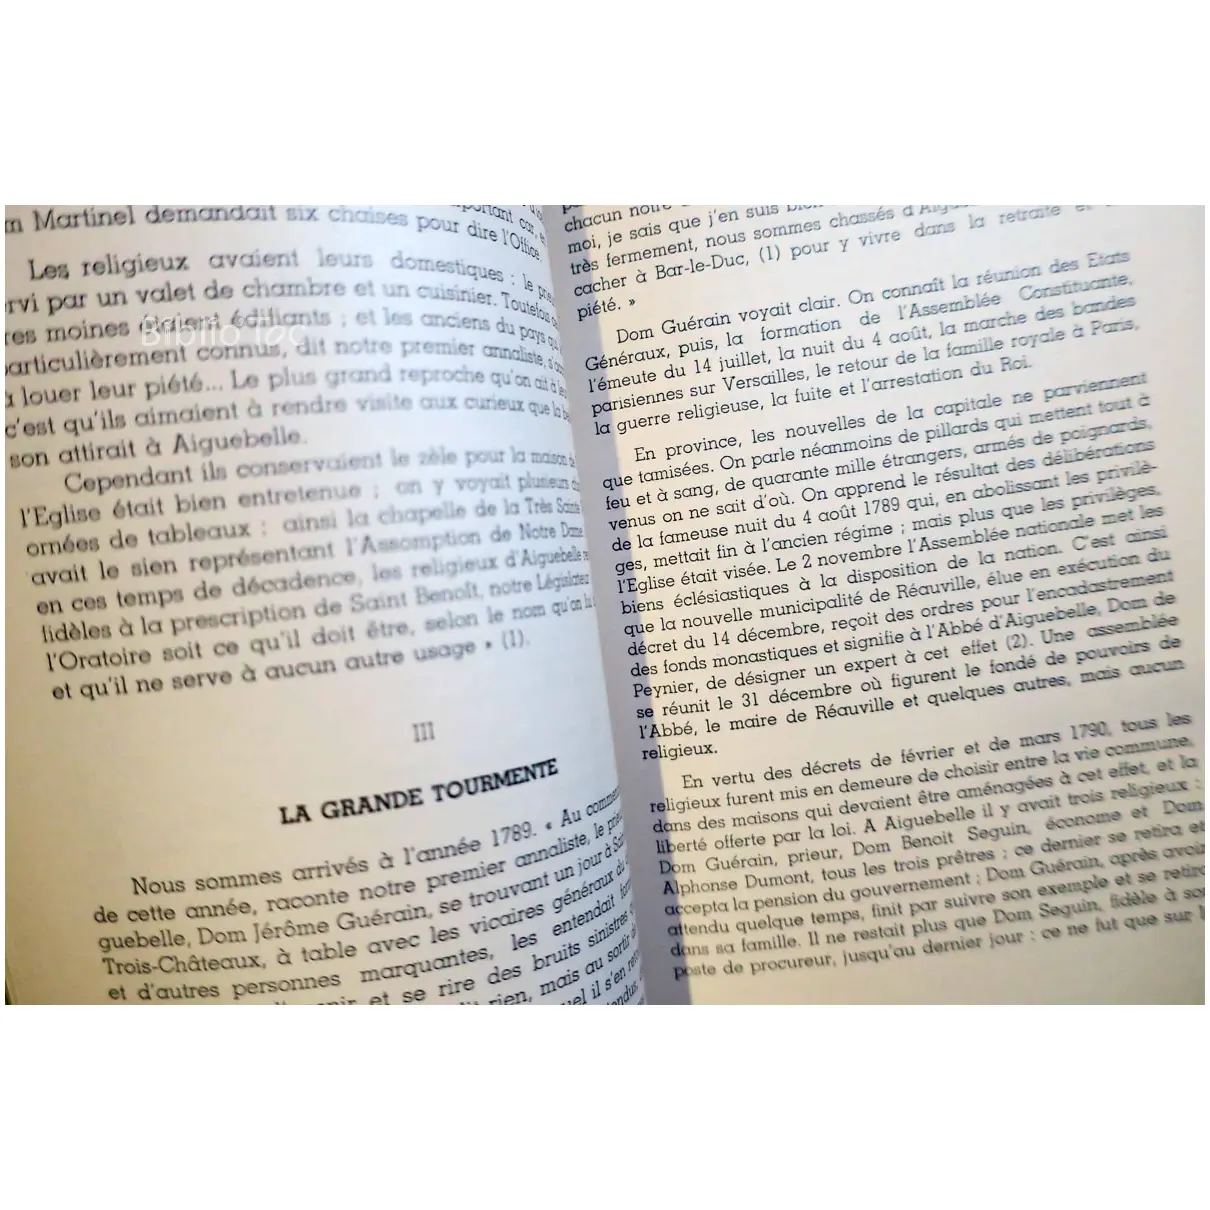 m Martinel demandait six chaises pour dire l'Office.
Les religieux avaient leurs domestiques : le
par un valet de chambre et un cuisinier.
moines étaient édifiants ; et les anciens du pays
particulièrement connus, dit notre premier annaliste,
à louer leur piété... Le plus grand reproche qu'on ait à
c'est qu'ils aimaient à rendre visite aux curieux que la
son attirait à Aiguebelle.
Cependant ils conservaient le zèle pour la maison
l'Eglise était bien entretenue ; on y voyait plusieurs
ornées de tableaux : ainsi la chapelle de la Très Sainte
avait le sien représentant l'Assomption de Notre Dame.
en ces temps de décadence, les religieux d'Aiguebelle
fidèles à la prescription de Saint Benoît, notre Législateur
l'Oratoire soit ce qu'il doit être, selon le nom qu'on lui
et qu'il ne serve à aucun autre usage » (1).
III
LA GRANDE TOURMENTE
Nous sommes arrivés à l'année 1789. « Au
de cette année, raconte notre premier annaliste, le
guebelle, Dom Jérôme Guérain, se trouvant un jour à
Trois-Châteaux, à table avec les vicaires généraux du
et d'autres personnes marquantes, les entendait
et se rire des bruits sinistres
rien, mais au sortir
il s'en
chacun notre
moi, je sais que j'en suis bien
très fermement, nous sommes chassés
cacher à Bar-le-Duc, (1) pour y vivre dans la retraite et
piété. »
Dom Guérain voyait clair. On connaît la réunion des Etats
Généraux, puis, la formation de l'Assemblée Constituante,
l'émeute du 14 juillet, la nuit du 4 août, la marche des bandes
parisiennes sur Versailles, le retour de la famille royale à Paris,
la guerre religieuse, la fuite et l'arrestation du Roi.
En province, les nouvelles de la capitale ne parviennent
que tamisées. On parle néanmoins de pillards qui mettent tout à
feu et à sang, de quarante mille étrangers, armés de poignards,
venus on ne sait d'où. On apprend le résultat des délibérations
de la fameuse nuit du 4 août 1789 qui, en abolissant les privilè-
ges, mettait fin à l'ancien régime ; mais plus que les privilèges,
l'Eglise était visée. Le 2 novembre l'Assemblée nationale met les
biens éclésiastiques à la disposition de la nation. C'est ainsi
que la nouvelle municipalité de Réauville, élue en exécution du
décret du 14 décembre, reçoit des ordres pour l'encadastrement
des fonds monastiques et signifie à l'Abbé d'Aiguebelle, Dom de
Peynier, de désigner un expert à cet effet (2). Une assemblée
se réunit le 31 décembre où figurent le fondé de pouvoirs de
l'Abbé, le maire de Réauville et quelques autres, mais aucun
religieux.
En vertu des décrets de février et de mars 1790, tous les
religieux furent mis en demeure de choisir entre la vie commune,
dans des maisons qui devaient être aménagées à cet effet, et la
liberté offerte par la loi. A Aiguebelle il y avait trois religieux :
Dom Guérain, prieur, Dom Benoit Seguin, économe et Dom
Alphonse Dumont, tous les trois prêtres ; ce dernier se retira et
accepta la pension du gouvernement ; Dom Guérain, après avoir
attendu quelque temps, finit par suivre son exemple et se retira
dans sa famille. Il ne restait plus que Dom Seguin, fidèle à son
poste de procureur, jusqu'au dernier jour : ce ne fut que sur
Biblio Tec